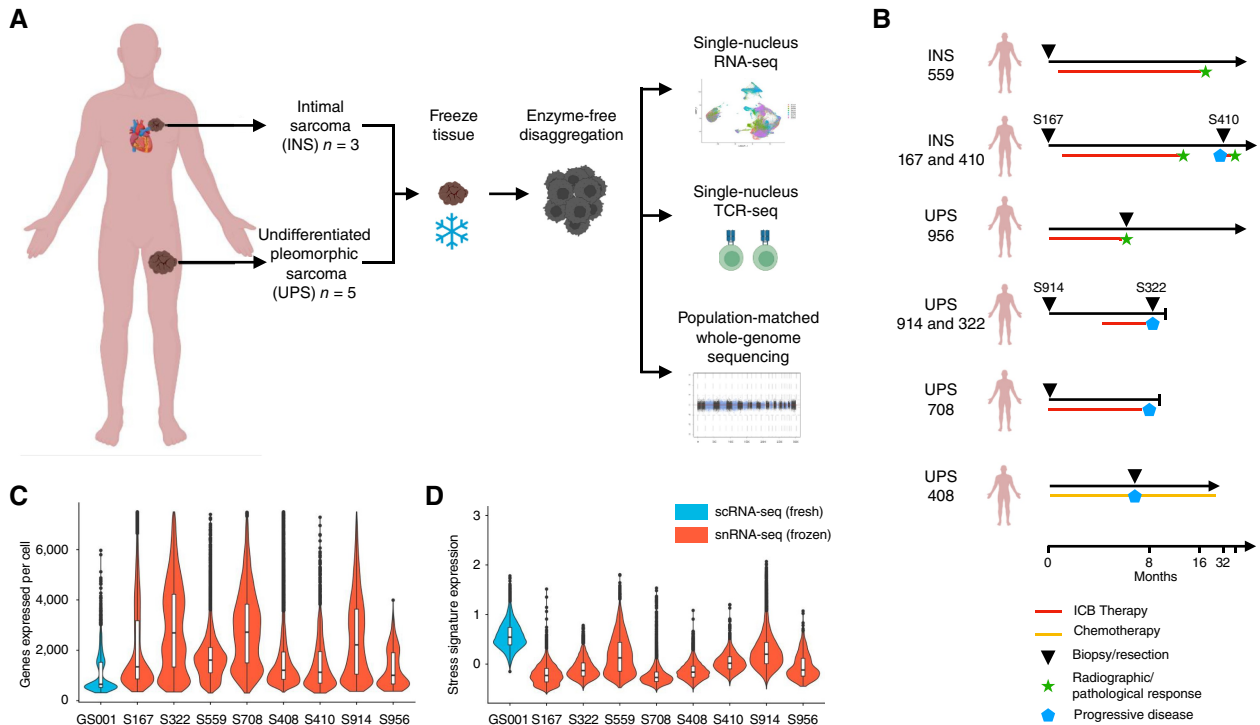 A
Intimal
sarcoma
(INS) n = 3
Undifferentiated
pleomorphic
sarcoma
(UPS) n = 5
Freeze
tissue
Enzyme-free
disaggregation
Single-nucleus
RNA-seq
Single-nucleus
TCR-seq
Population-matched
whole-genome
sequencing
B
INS
559
INS
167 and 410
S167
S410
UPS
956
UPS
914 and 322
S914
S322
UPS
708
UPS
408
0 8 16 32
Months
ICB Therapy
Chemotherapy
Biopsy/resection
Radiographic/
pathological response
Progressive disease
C
Genes expressed per cell
6,000
4,000
2,000
0
GS001 S167 S322 S559 S708 S408 S410 S914 S956
D
Stress signature expression
3
2
1
0
scRNA-seq (fresh)
snRNA-seq (frozen)
GS001 S167 S322 S559 S708 S408 S410 S914 S956